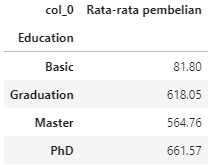 col_0 Rata-rata pembelian
Education
Basic 81.80
Graduation 618.05
Master 564.76
PhD 661.57